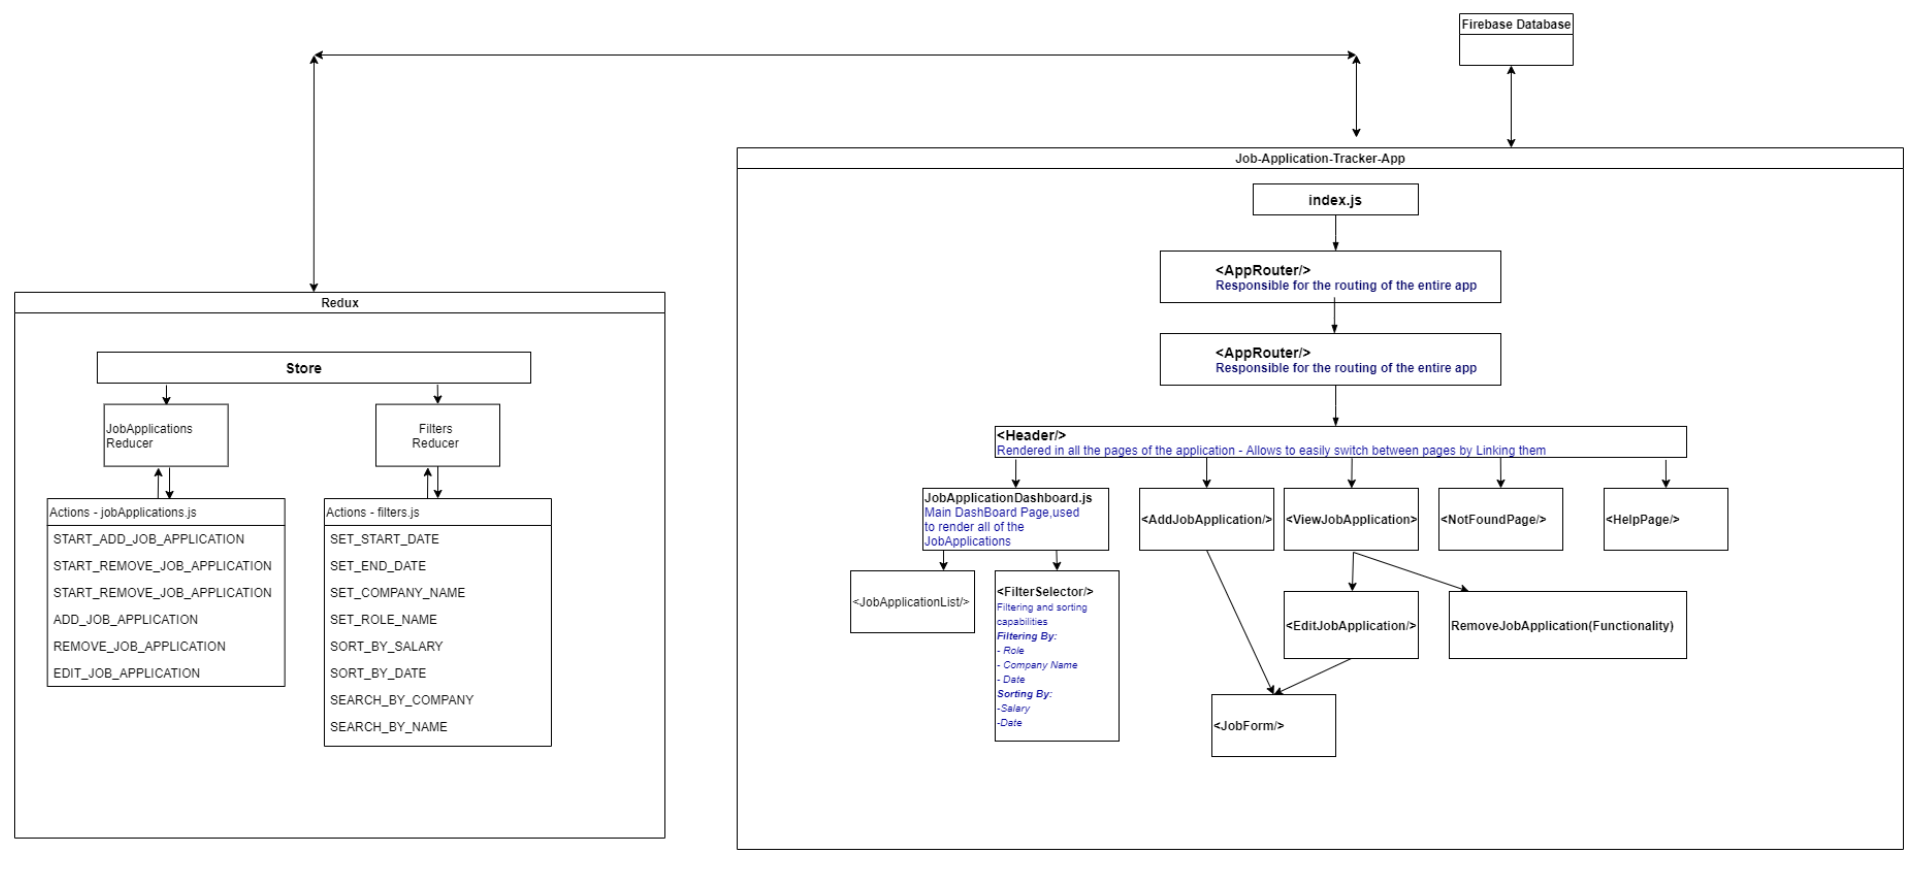 Firebase Database
Redux
Store
JobApplications
Reducer
Filters
Reducer
Actions - jobApplications.js
START_ADD_JOB_APPLICATION
START_REMOVE_JOB_APPLICATION
START_REMOVE_JOB_APPLICATION
ADD_JOB_APPLICATION
REMOVE_JOB_APPLICATION
EDIT_JOB_APPLICATION
Actions - filters.js
SET_START_DATE
SET_END_DATE
SET_COMPANY_NAME
SET_ROLE_NAME
SORT_BY_SALARY
SORT_BY_DATE
SEARCH_BY_COMPANY
SEARCH_BY_NAME
Job-Application-Tracker-App
index.js
<AppRouter/>
Responsible for the routing of the entire app
<AppRouter/>
Responsible for the routing of the entire app
<Header/>
Rendered in all the pages of the application - Allows to easily switch between pages by Linking them
JobApplicationDashboard.js
Main DashBoard Page,used
to render all of the
JobApplications
<AddJobApplication/>
<ViewJobApplication>
<NotFoundPage/>
<HelpPage/>
<JobApplicationList/>
<FilterSelector/>
Filtering and sorting
capabilities
Filtering By:
- Role
- Company Name
- Date
Sorting By:
-Salary
-Date
<EditJobApplication/>
RemoveJobApplication(Functionality)
<JobForm/>